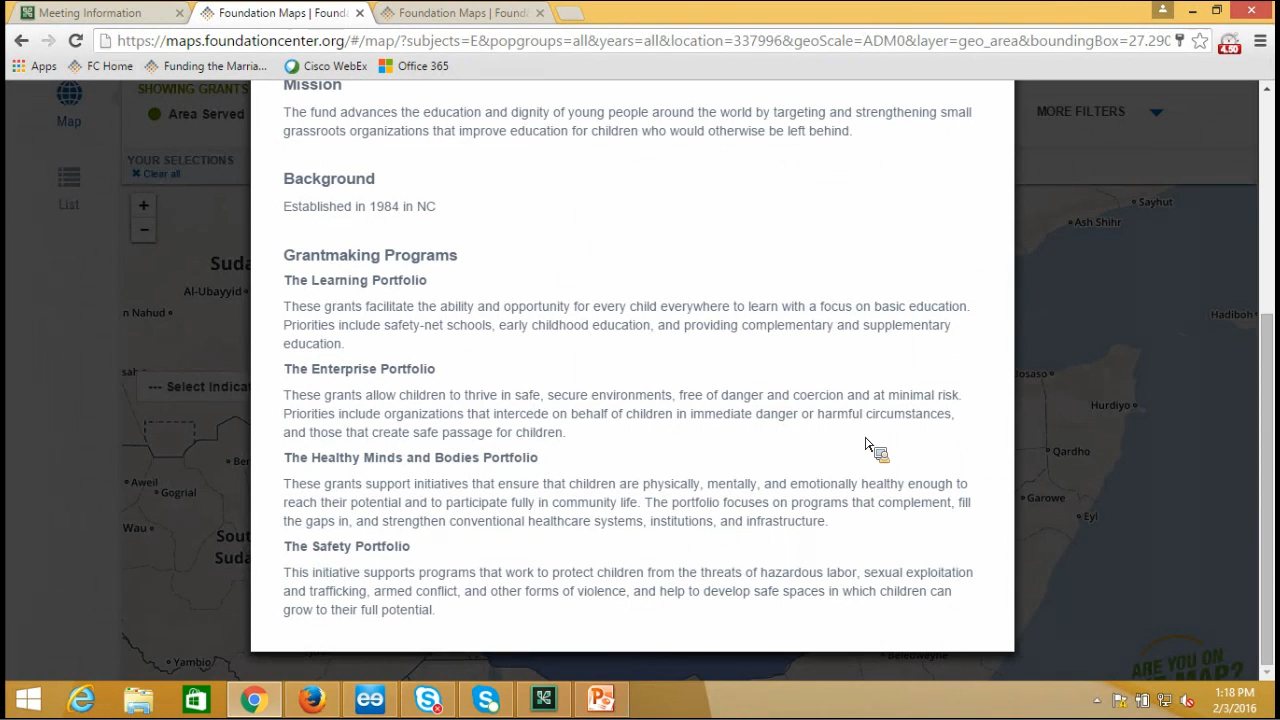 Meeting Information
Foundation Maps | Founda
Foundation Maps | Founda
https://maps.foundationcenter.org/#/map/?subjects=E&popgroups=all&years=all&location=337996&geoScale=ADM0&layer=geo_area&boundingBox=27.290
4.50
Apps FC Home Funding the Marria... Cisco WebEx Office 365
SHOWING GRANTS
Area Served
MORE FILTERS
Map
YOUR SELECTIONS
Clear all
List
Mission
The fund advances the education and dignity of young people around the world by targeting and strengthening small
grassroots organizations that improve education for children who would otherwise be left behind.
Background
Established in 1984 in NC
Grantmaking Programs
The Learning Portfolio
These grants facilitate the ability and opportunity for every child everywhere to learn with a focus on basic education.
Priorities include safety-net schools, early childhood education, and providing complementary and supplementary
education.
The Enterprise Portfolio
These grants allow children to thrive in safe, secure environments, free of danger and coercion and at minimal risk.
Priorities include organizations that intercede on behalf of children in immediate danger or harmful circumstances,
and those that create safe passage for children.
The Healthy Minds and Bodies Portfolio
These grants support initiatives that ensure that children are physically, mentally, and emotionally healthy enough to
reach their potential and to participate fully in community life. The portfolio focuses on programs that complement, fill
the gaps in, and strengthen conventional healthcare systems, institutions, and infrastructure.
The Safety Portfolio
This initiative supports programs that work to protect children from the threats of hazardous labor, sexual exploitation
and trafficking, armed conflict, and other forms of violence, and help to develop safe spaces in which children can
grow to their full potential.
+
−
Suda
Al-Ubayyid
n Nahud
--- Select Indicat
Aweil
Gogrial
Wau
Sout
Suda
Yambio
Sayhut
Ash Shihr
Hadiboh
Hurdiyo
Qardho
Garowe
Eyl
ARE YOU ON
MAP?
1:18 PM
2/3/2016